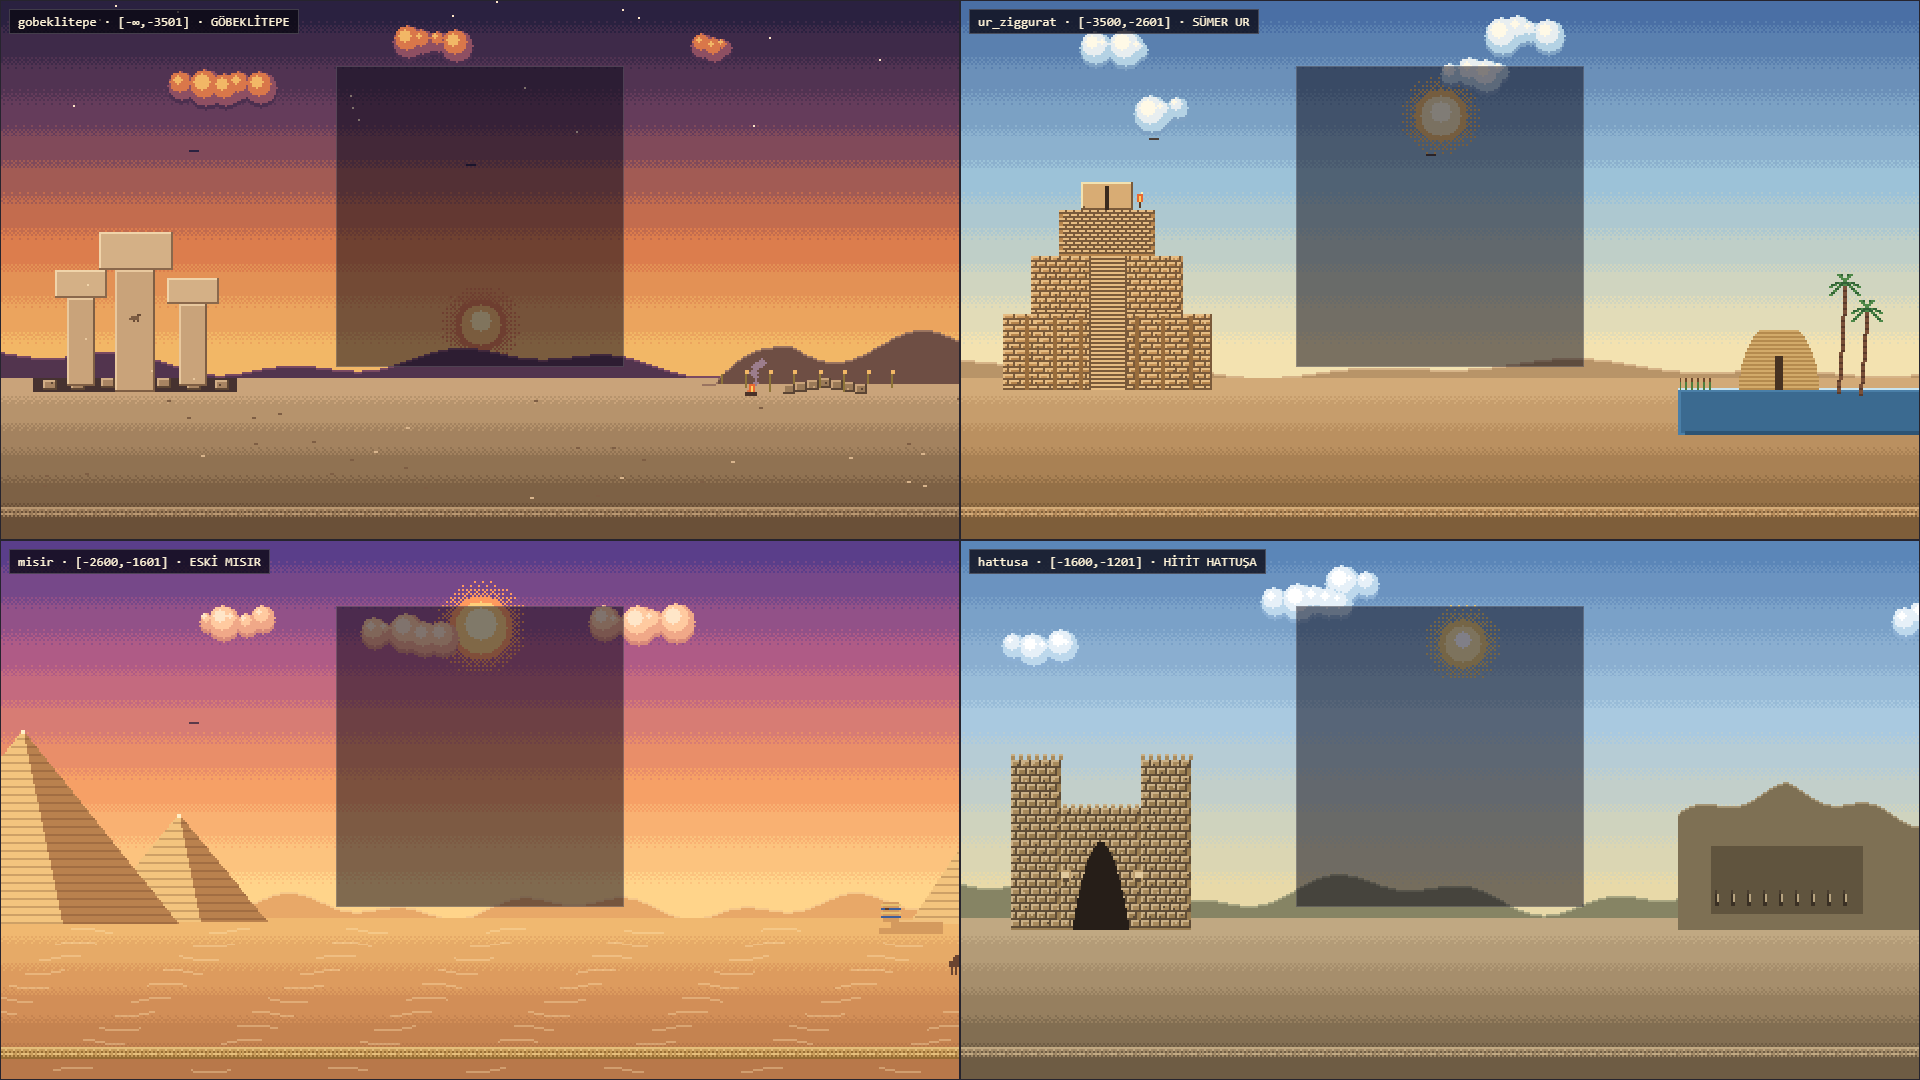 gobeklitepe · [-∞,-3501] · GÖBEKLİTEPE
ur_ziggurat · [-3500,-2601] · SÜMER UR
misir · [-2600,-1601] · ESKİ MISIR
hattusa · [-1600,-1201] · HİTİT HATTUŞA